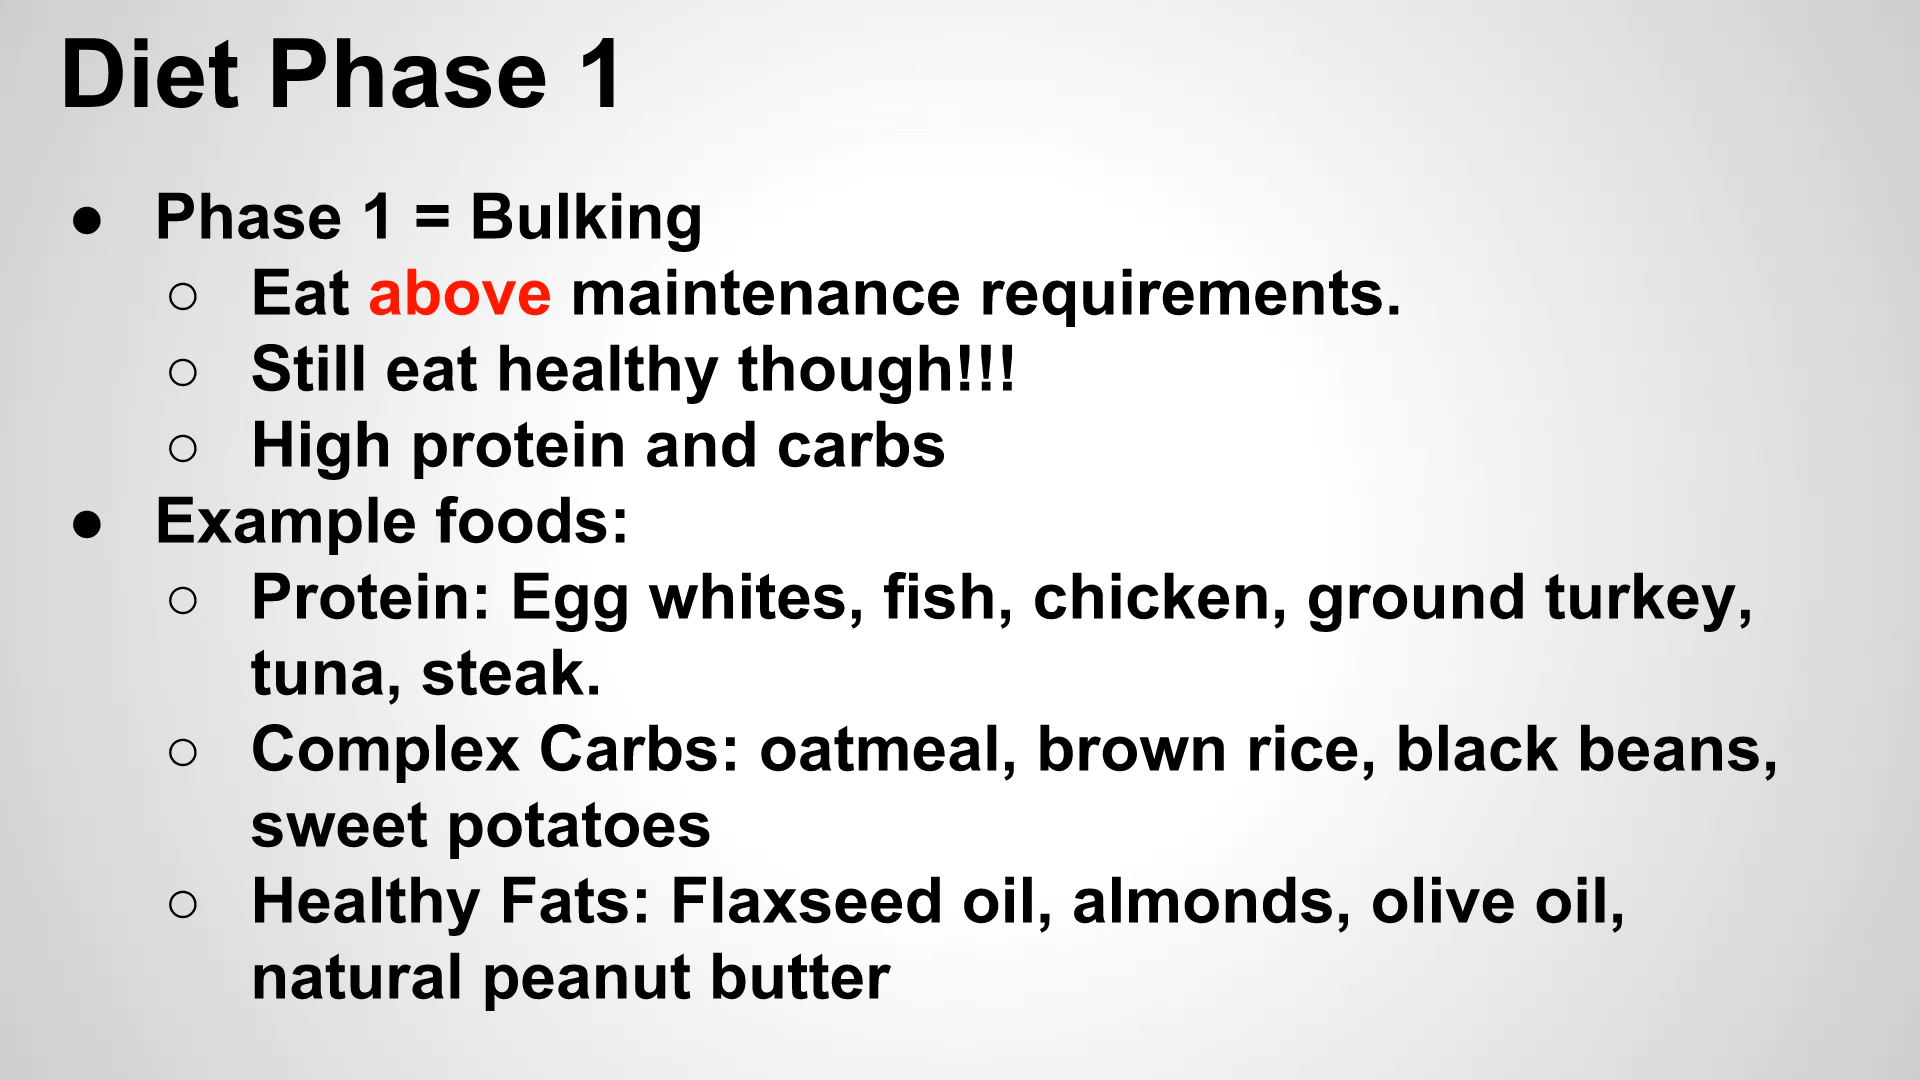 Diet Phase 1
● Phase 1 = Bulking
○ Eat above maintenance requirements.
○ Still eat healthy though!!!
○ High protein and carbs
● Example foods:
○ Protein: Egg whites, fish, chicken, ground turkey,
tuna, steak.
○ Complex Carbs: oatmeal, brown rice, black beans,
sweet potatoes
○ Healthy Fats: Flaxseed oil, almonds, olive oil,
natural peanut butter